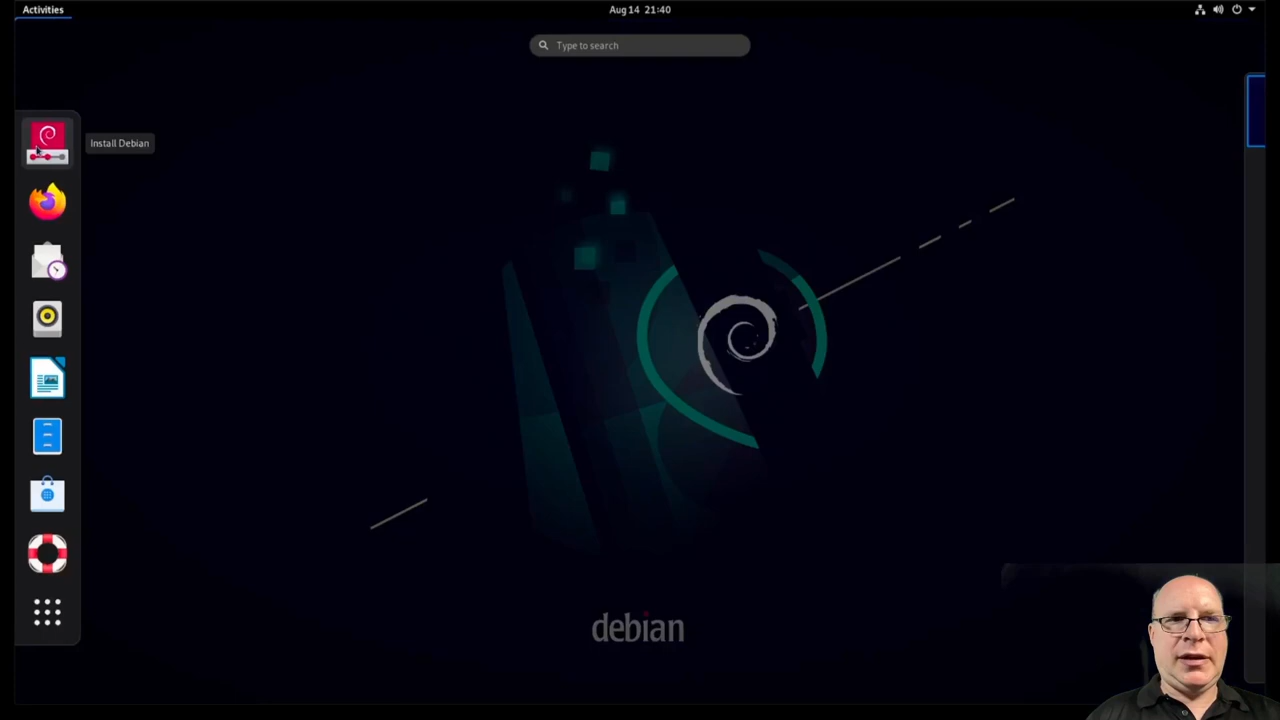 Activities
Aug 14 21:40
Type to search
Install Debian
debian